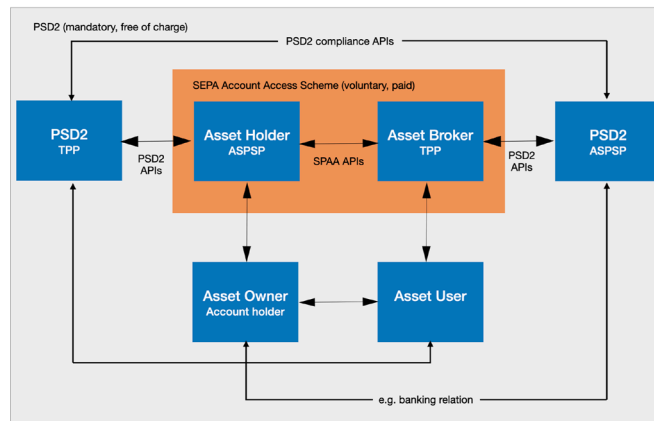 PSD2 (mandatory, free of charge)
PSD2 compliance APIs
SEPA Account Access Scheme (voluntary, paid)
PSD2
TPP
PSD2
APIs
Asset Holder
ASPSP
SPAA APIs
Asset Broker
TPP
PSD2
APIs
PSD2
ASPSP
Asset Owner
Account holder
Asset User
e.g. banking relation